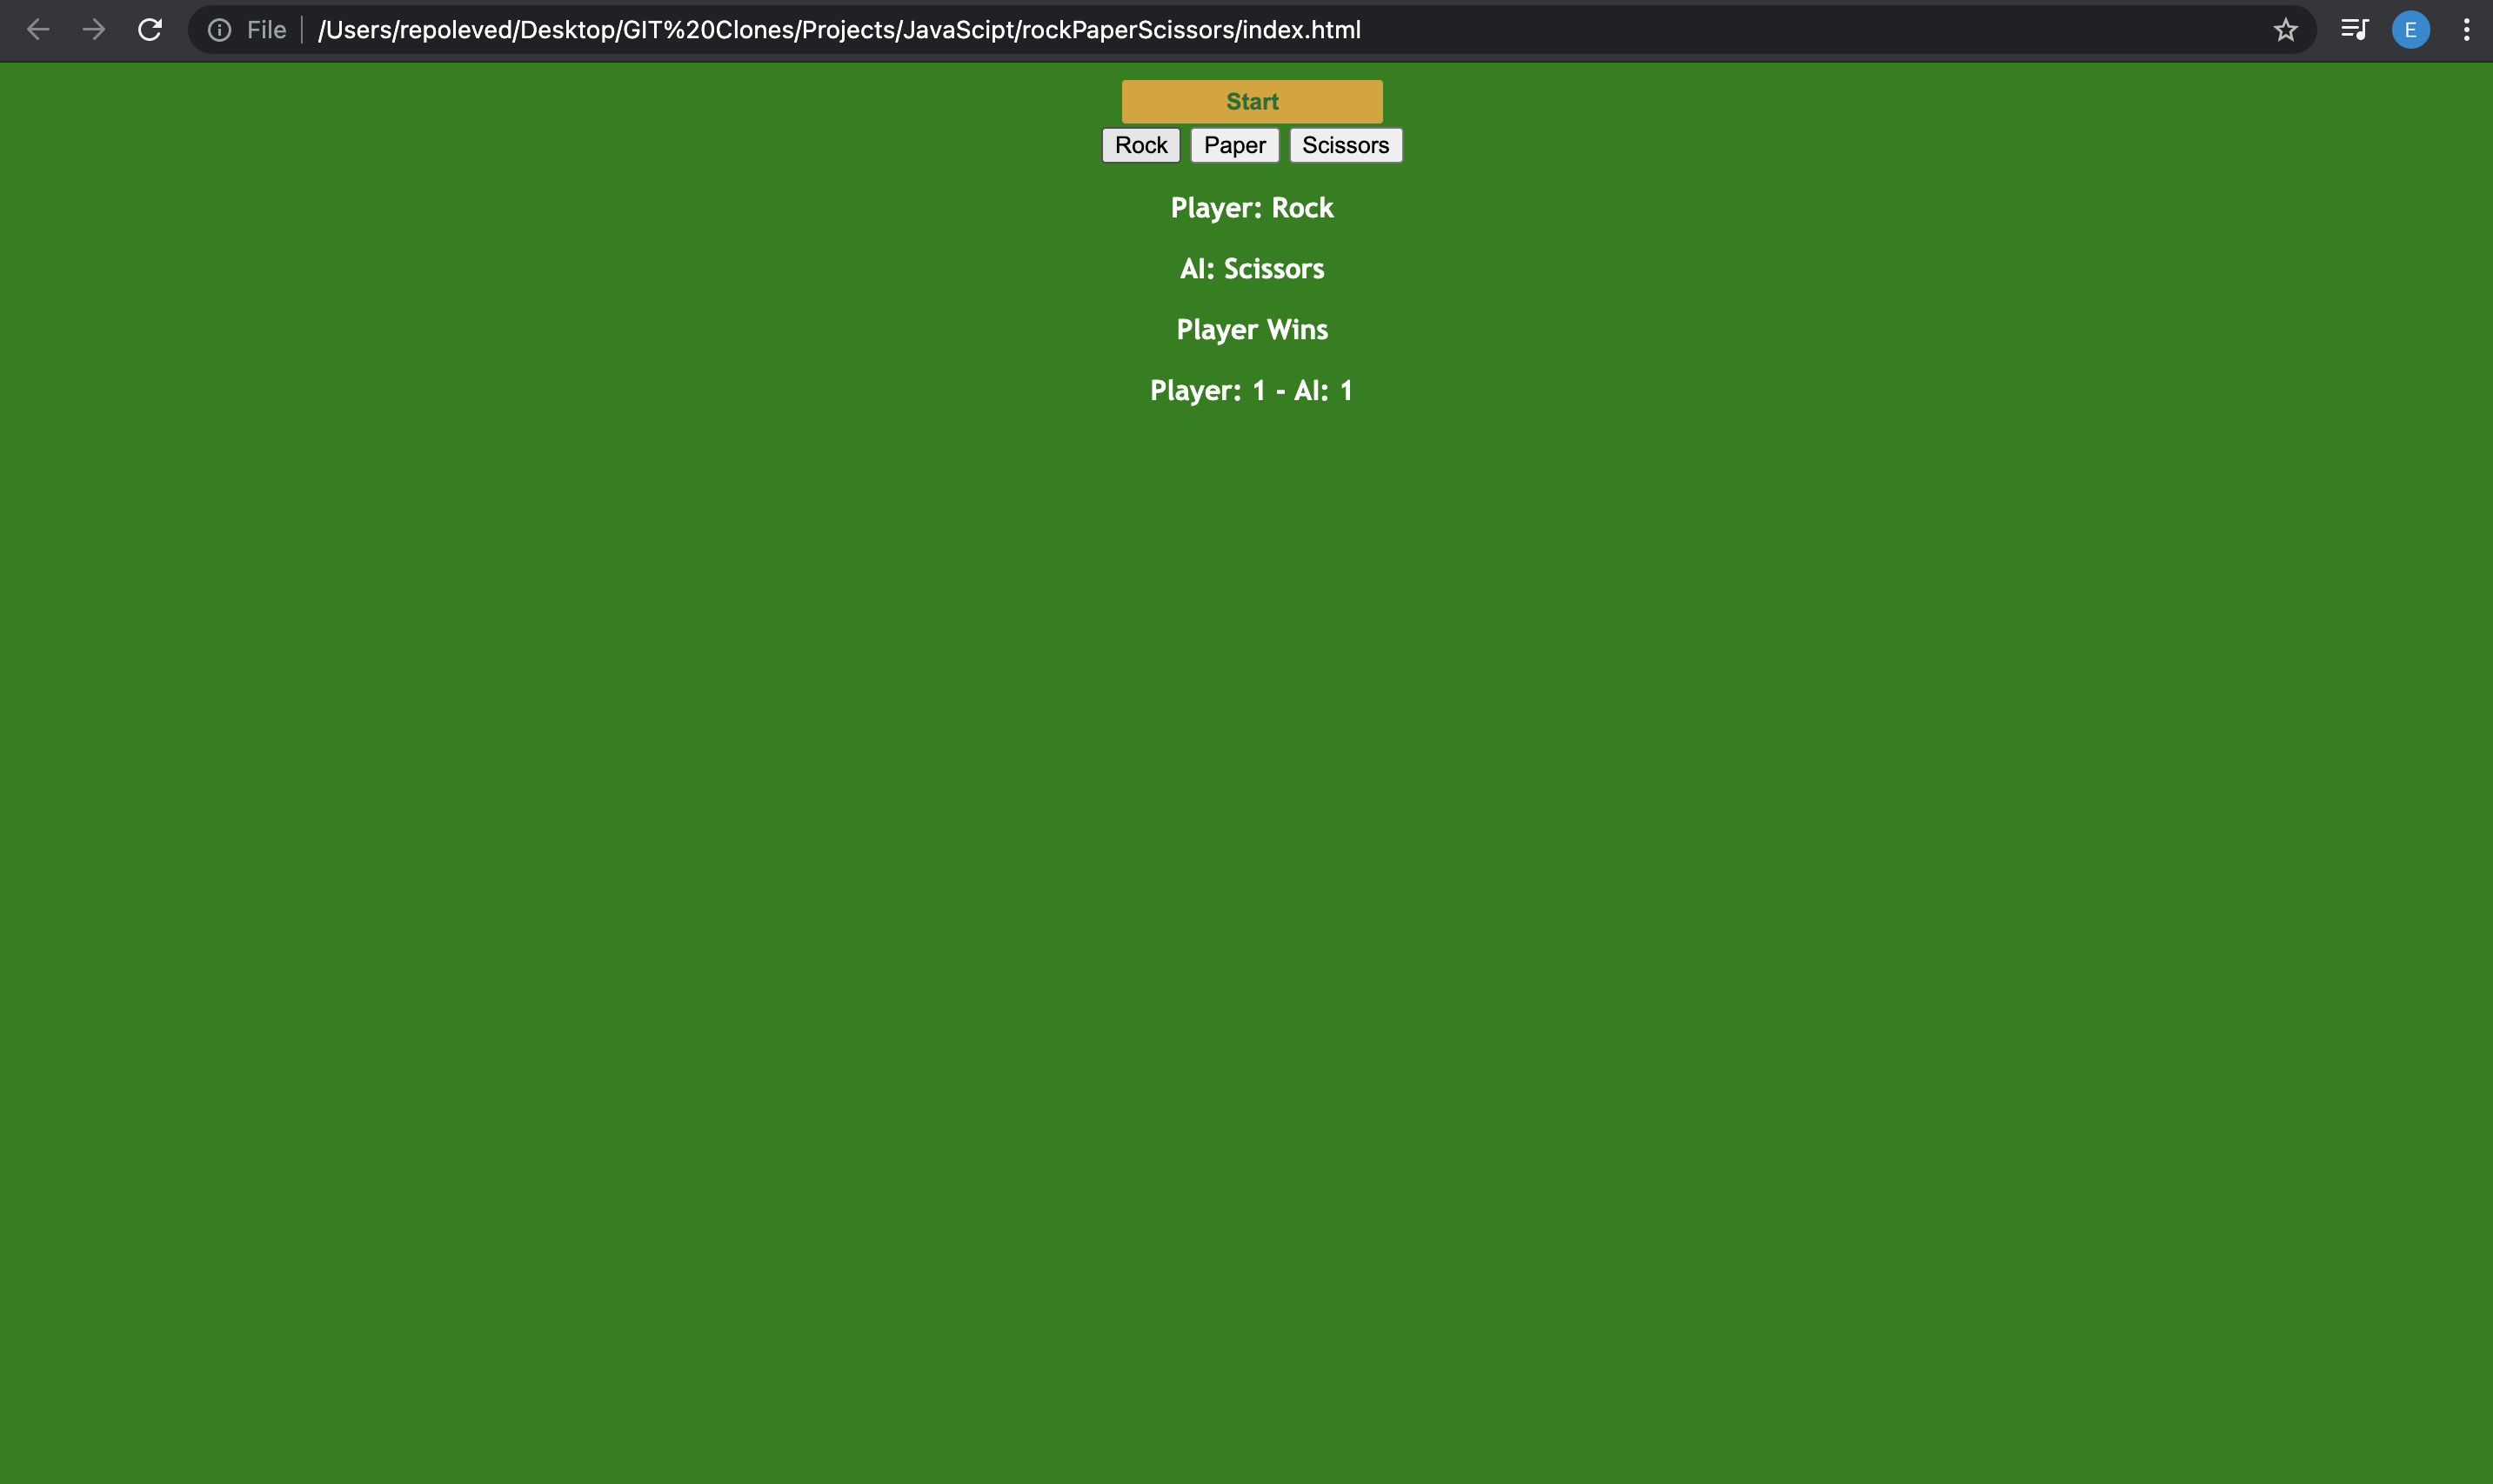 File /Users/repoleved/Desktop/GIT%20Clones/Projects/JavaScipt/rockPaperScissors/index.html E
Start
Rock Paper Scissors
Player: Rock
AI: Scissors
Player Wins
Player: 1 - AI: 1